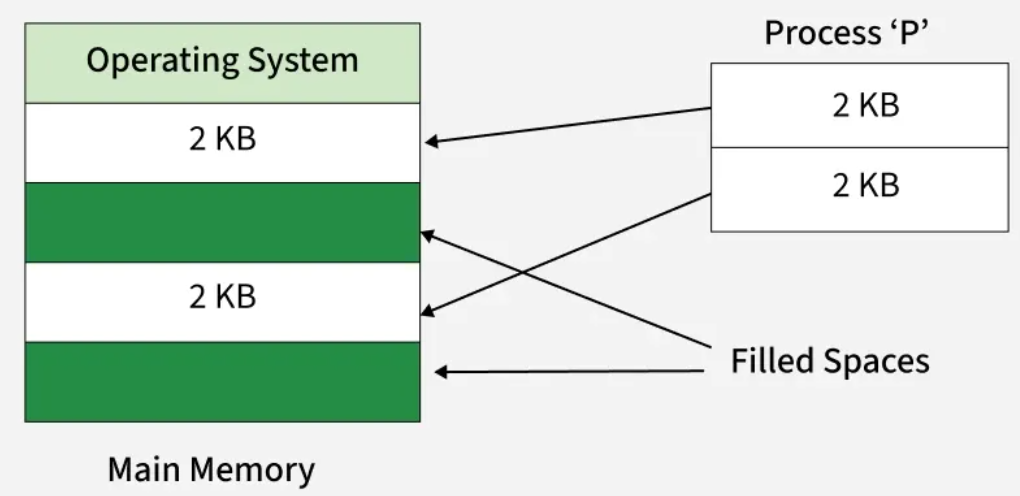 Operating System
2 KB
2 KB
Main Memory
Process ‘P’
2 KB
2 KB
Filled Spaces